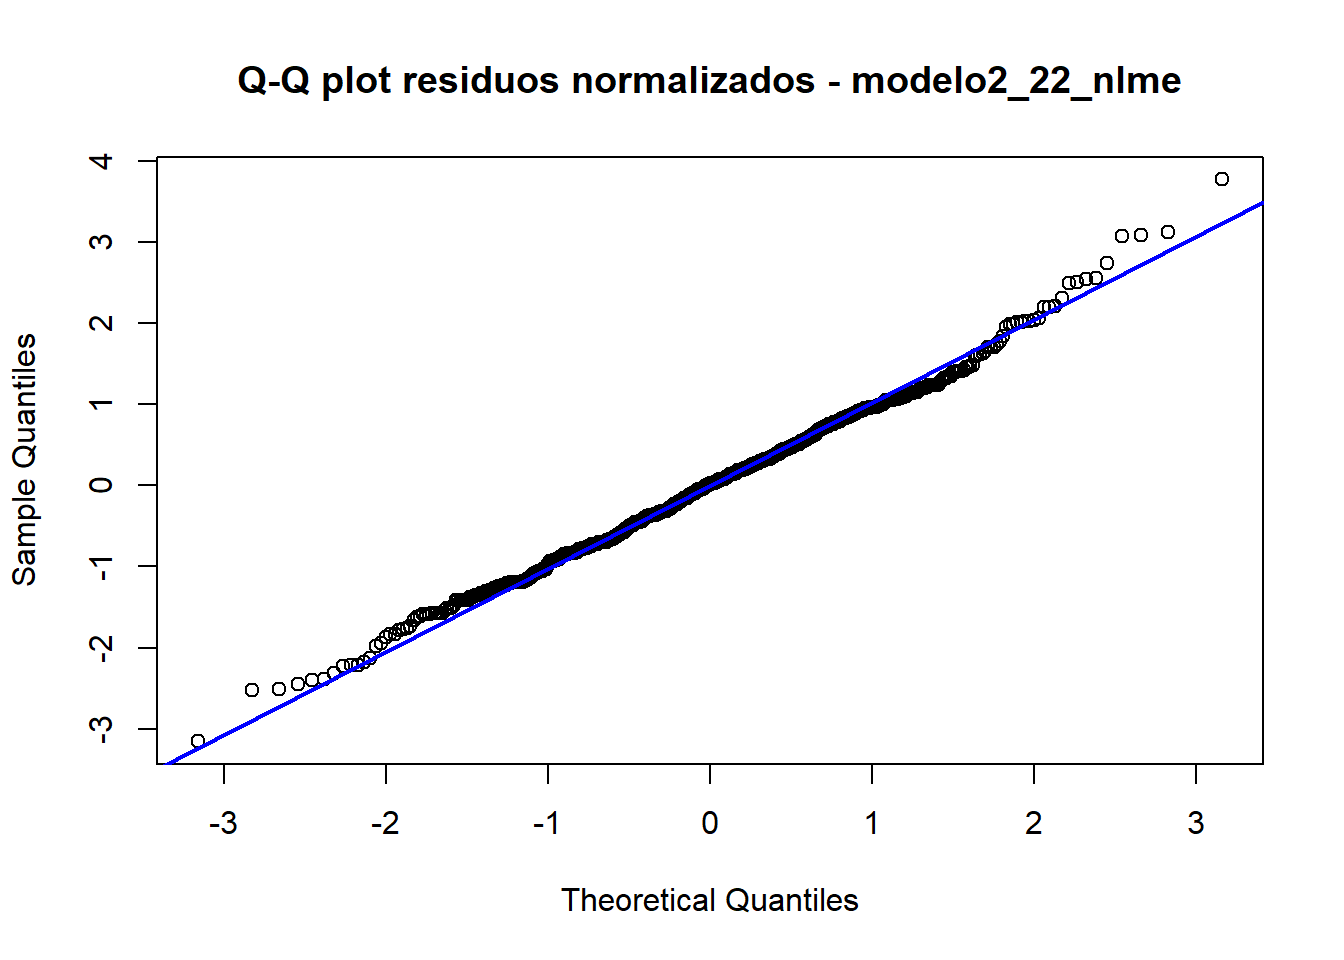 Q-Q plot residuos normalizados - modelo2_22_nlme
4
3
2
1
0
-1
-2
-3
Sample Quantiles
-3 -2 -1 0 1 2 3
Theoretical Quantiles